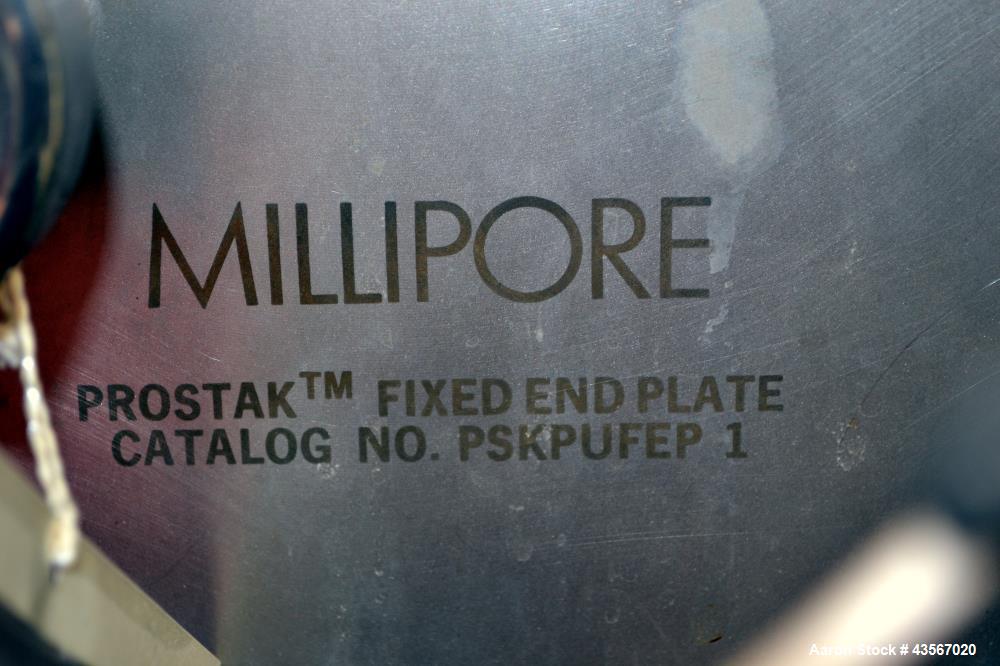 MILLIPORE
PROSTAK™ FIXED END PLATE
CATALOG NO. PSKPUFEP 1
Aaron Stock # 43567020